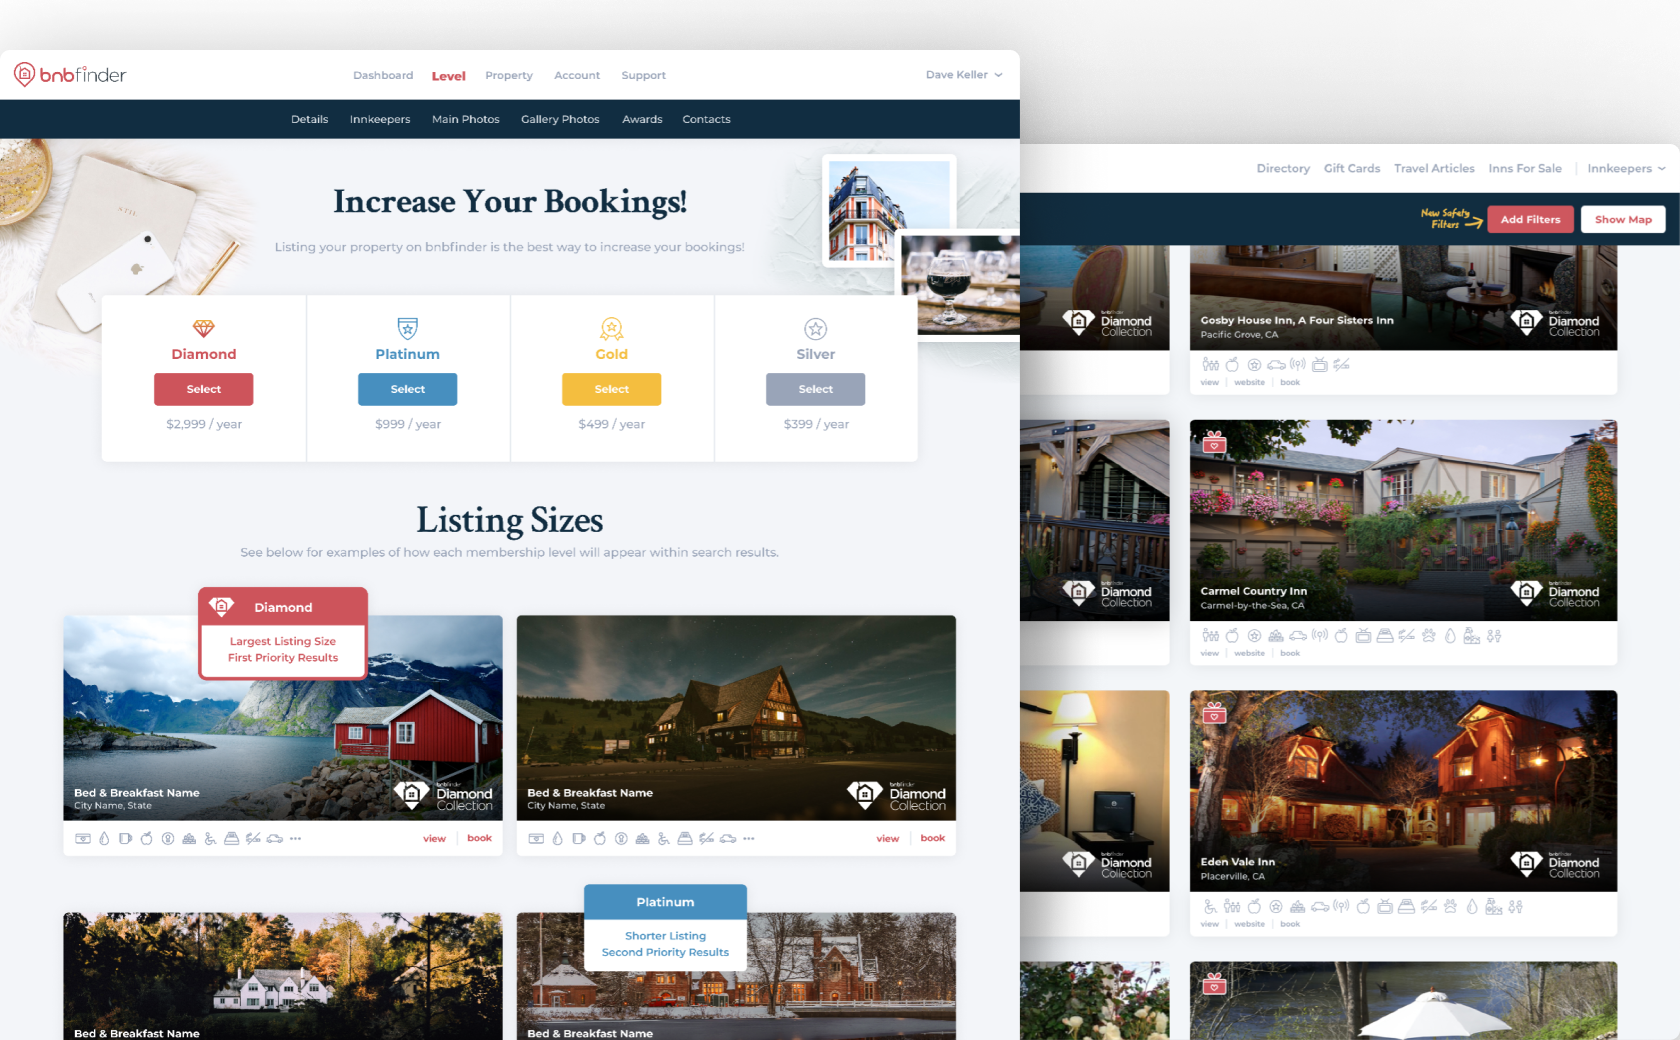 bnbfinder
Dashboard Level Property Account Support
Dave Keller
Details Innkeepers Main Photos Gallery Photos Awards Contacts
Increase Your Bookings!
Listing your property on bnbfinder is the best way to increase your bookings!
Diamond
Select
$2,999 / year
Platinum
Select
$999 / year
Gold
Select
$499 / year
Silver
Select
$399 / year
Listing Sizes
See below for examples of how each membership level will appear within search results.
Diamond
Largest Listing Size
First Priority Results
Bed & Breakfast Name
City Name, State
bnbfinder
Diamond
Collection
view book
Bed & Breakfast Name
City Name, State
bnbfinder
Diamond
Collection
view book
Platinum
Shorter Listing
Second Priority Results
Bed & Breakfast Name
Bed & Breakfast Name
Directory Gift Cards Travel Articles Inns For Sale Innkeepers
New Safety
Filters
Add Filters
Show Map
bnbfinder
Diamond
Collection
Gosby House Inn, A Four Sisters Inn
Pacific Grove, CA
bnbfinder
Diamond
Collection
view website book
bnbfinder
Diamond
Collection
Carmel Country Inn
Carmel-by-the-Sea, CA
bnbfinder
Diamond
Collection
view website book
bnbfinder
Diamond
Collection
Eden Vale Inn
Placerville, CA
bnbfinder
Diamond
Collection
view website book